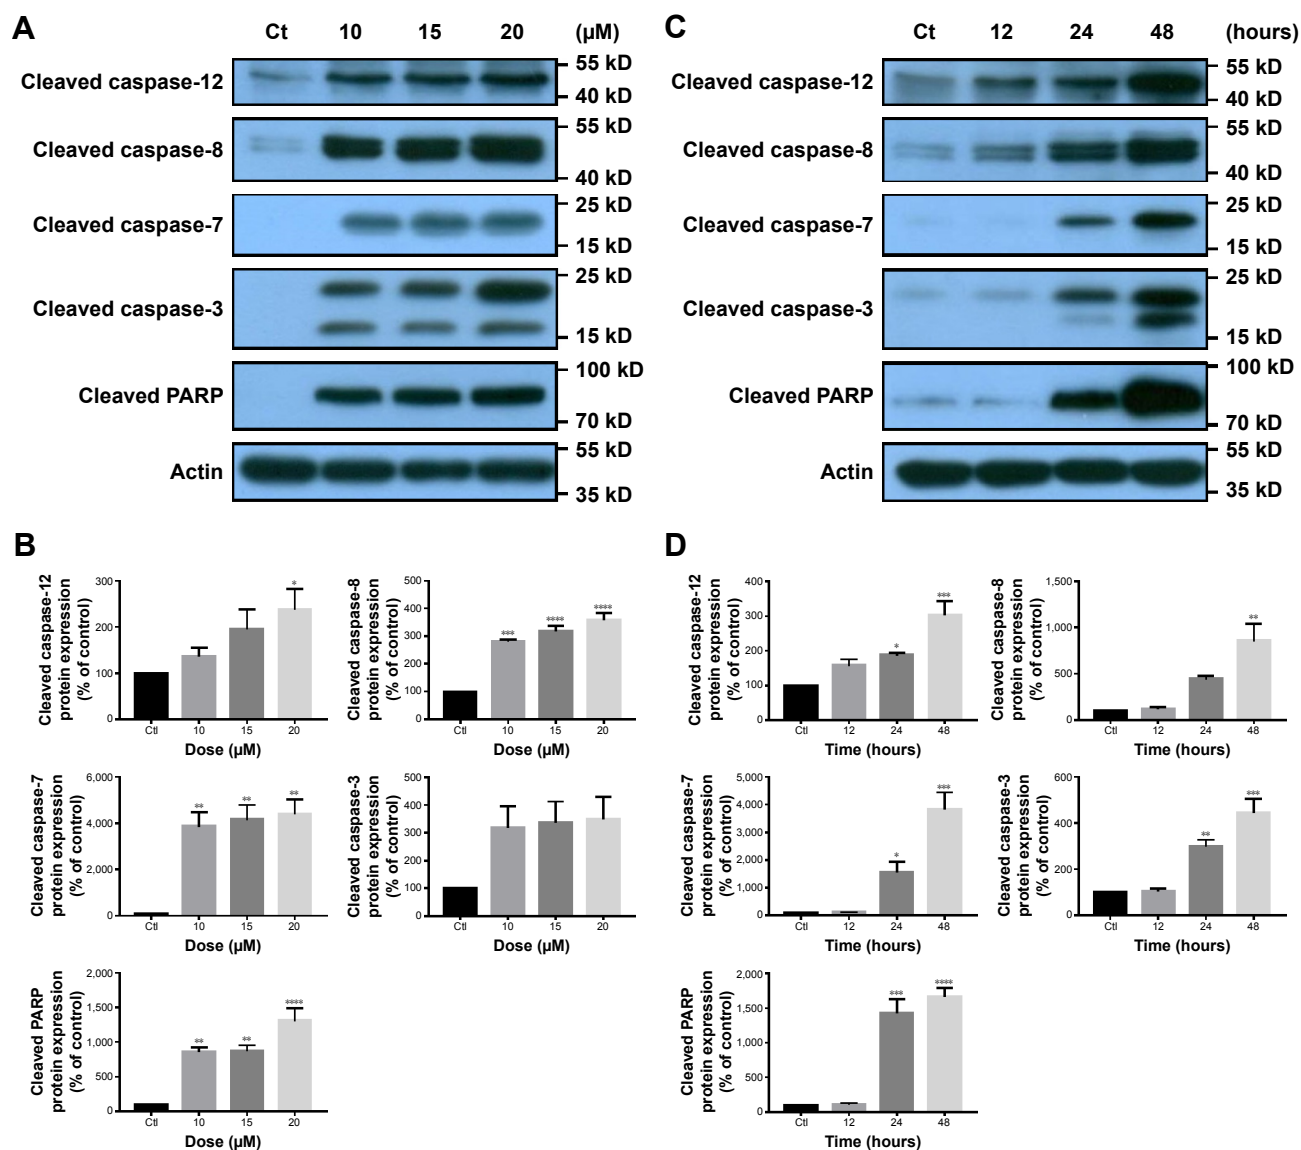 A
Ct 10 15 20 (µM)
Cleaved caspase-12
55 kD
40 kD
Cleaved caspase-8
55 kD
40 kD
Cleaved caspase-7
25 kD
15 kD
Cleaved caspase-3
25 kD
15 kD
Cleaved PARP
100 kD
70 kD
Actin
55 kD
35 kD
C
Ct 12 24 48 (hours)
Cleaved caspase-12
55 kD
40 kD
Cleaved caspase-8
55 kD
40 kD
Cleaved caspase-7
25 kD
15 kD
Cleaved caspase-3
25 kD
15 kD
Cleaved PARP
100 kD
70 kD
Actin
55 kD
35 kD
B
Cleaved caspase-12
protein expression
(% of control)
300
200
100
0
*
Ctl 10 15 20
Dose (µM)
Cleaved caspase-8
protein expression
(% of control)
500
400
300
200
100
0
*** **** ****
Ctl 10 15 20
Dose (µM)
Cleaved caspase-7
protein expression
(% of control)
6,000
4,000
2,000
0
** ** **
Ctl 10 15 20
Dose (µM)
Cleaved caspase-3
protein expression
(% of control)
500
400
300
200
100
0
Ctl 10 15 20
Dose (µM)
Cleaved PARP
protein expression
(% of control)
2,000
1,500
1,000
500
0
** ** ****
Ctl 10 15 20
Dose (µM)
D
Cleaved caspase-12
protein expression
(% of control)
400
300
200
100
0
* ***
Ctl 12 24 48
Time (hours)
Cleaved caspase-8
protein expression
(% of control)
1,500
1,000
500
0
**
Ctl 12 24 48
Time (hours)
Cleaved caspase-7
protein expression
(% of control)
5,000
4,000
3,000
2,000
1,000
0
* ***
Ctl 12 24 48
Time (hours)
Cleaved caspase-3
protein expression
(% of control)
600
400
200
0
** ***
Ctl 12 24 48
Time (hours)
Cleaved PARP
protein expression
(% of control)
2,000
1,500
1,000
500
0
*** ****
Ctl 12 24 48
Time (hours)